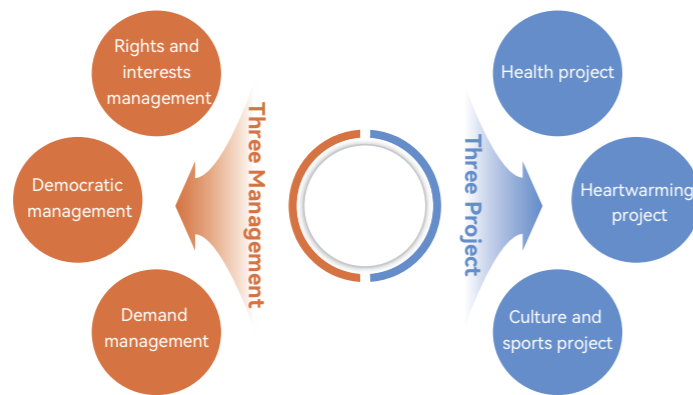 Rights and
interests
management
Democratic
management
Demand
management
Three Management
Three Project
Health project
Heartwarming
project
Culture and
sports project